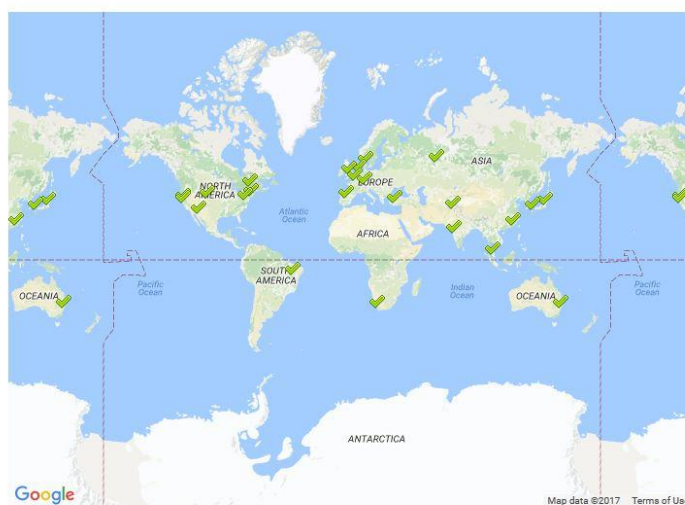 ASIA
NORTH
AMERICA
EUROPE
Atlantic
Ocean
AFRICA
OCEANIA
Pacific
Ocean
SOUTH
AMERICA
Indian
Ocean
OCEANIA
Pacific
Ocean
ANTARCTICA
Google
Map data ©2017 Terms of Use